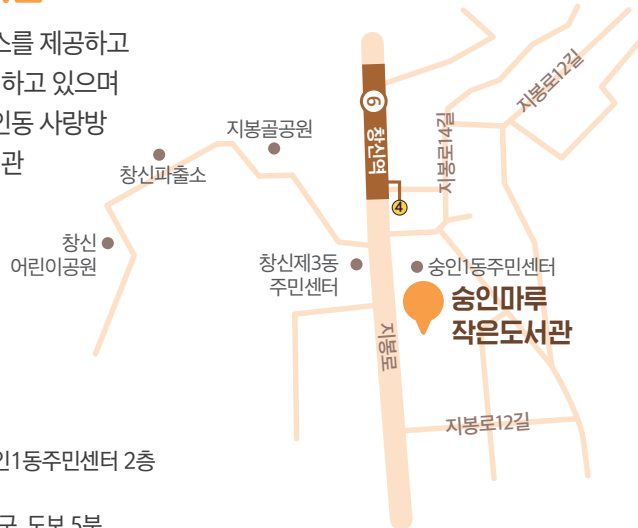 스를 제공하고
하고 있으며
인동 사랑방
관
지봉로12길
6 창신역
지봉로14길
지봉골공원
창신파출소
4
창신
어린이공원
창신제3동
주민센터
숭인1동주민센터
숭인마루
작은도서관
지봉로
지봉로12길
인1동주민센터 2층
구, 도보 5분